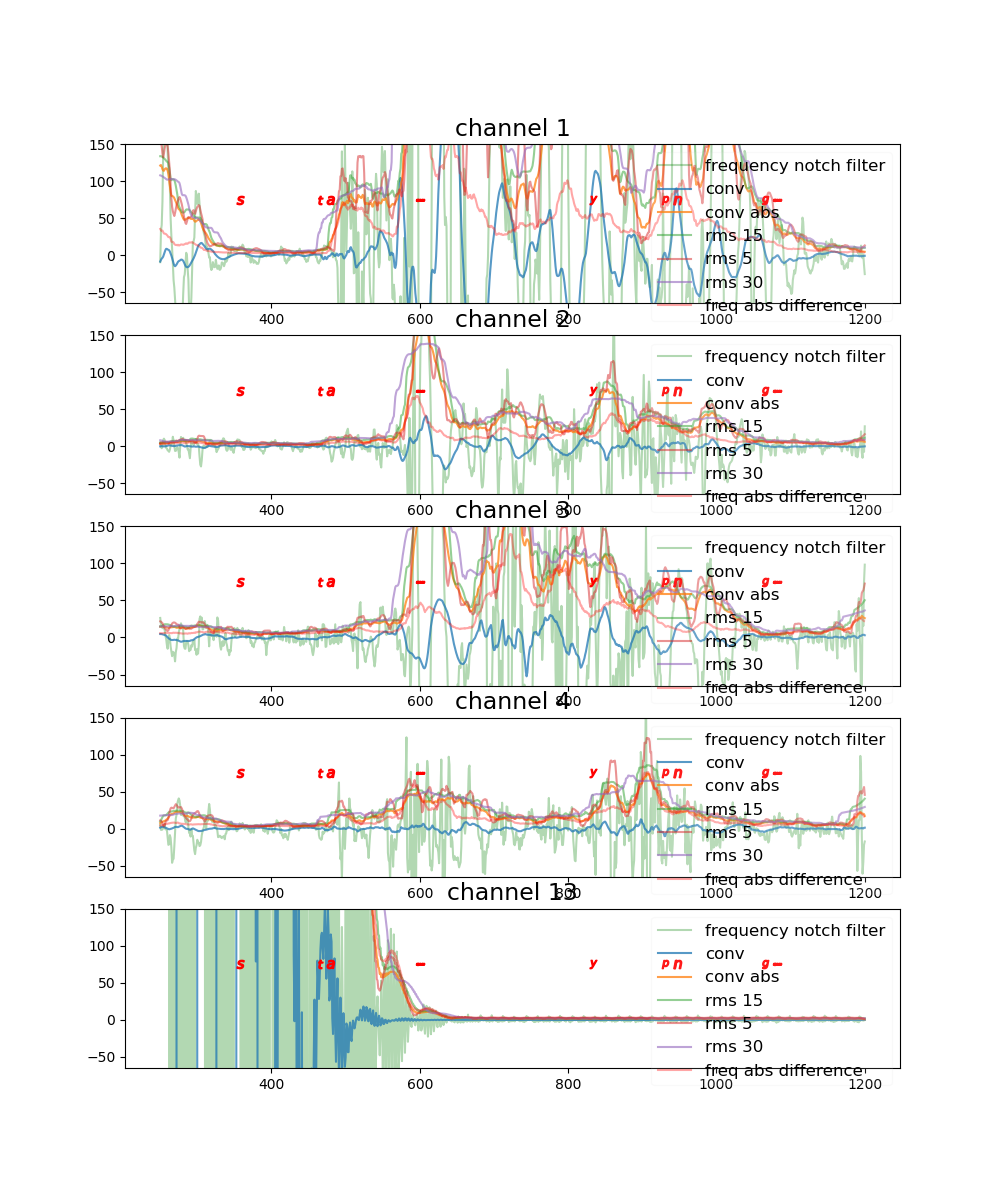 channel 1
150
100
50
0
−50
s t a – y p n g –
frequency notch filter
conv
conv abs
rms 15
rms 5
rms 30
freq abs difference
400 600 800 1000 1200
channel 2
150
100
50
0
−50
s t a – y p n g –
frequency notch filter
conv
conv abs
rms 15
rms 5
rms 30
freq abs difference
400 600 800 1000 1200
channel 3
150
100
50
0
−50
s t a – y p n g –
frequency notch filter
conv
conv abs
rms 15
rms 5
rms 30
freq abs difference
400 600 800 1000 1200
channel 4
150
100
50
0
−50
s t a – y p n g –
frequency notch filter
conv
conv abs
rms 15
rms 5
rms 30
freq abs difference
400 600 800 1000 1200
channel 13
150
100
50
0
−50
s t a – y p n g –
frequency notch filter
conv
conv abs
rms 15
rms 5
rms 30
freq abs difference
400 600 800 1000 1200